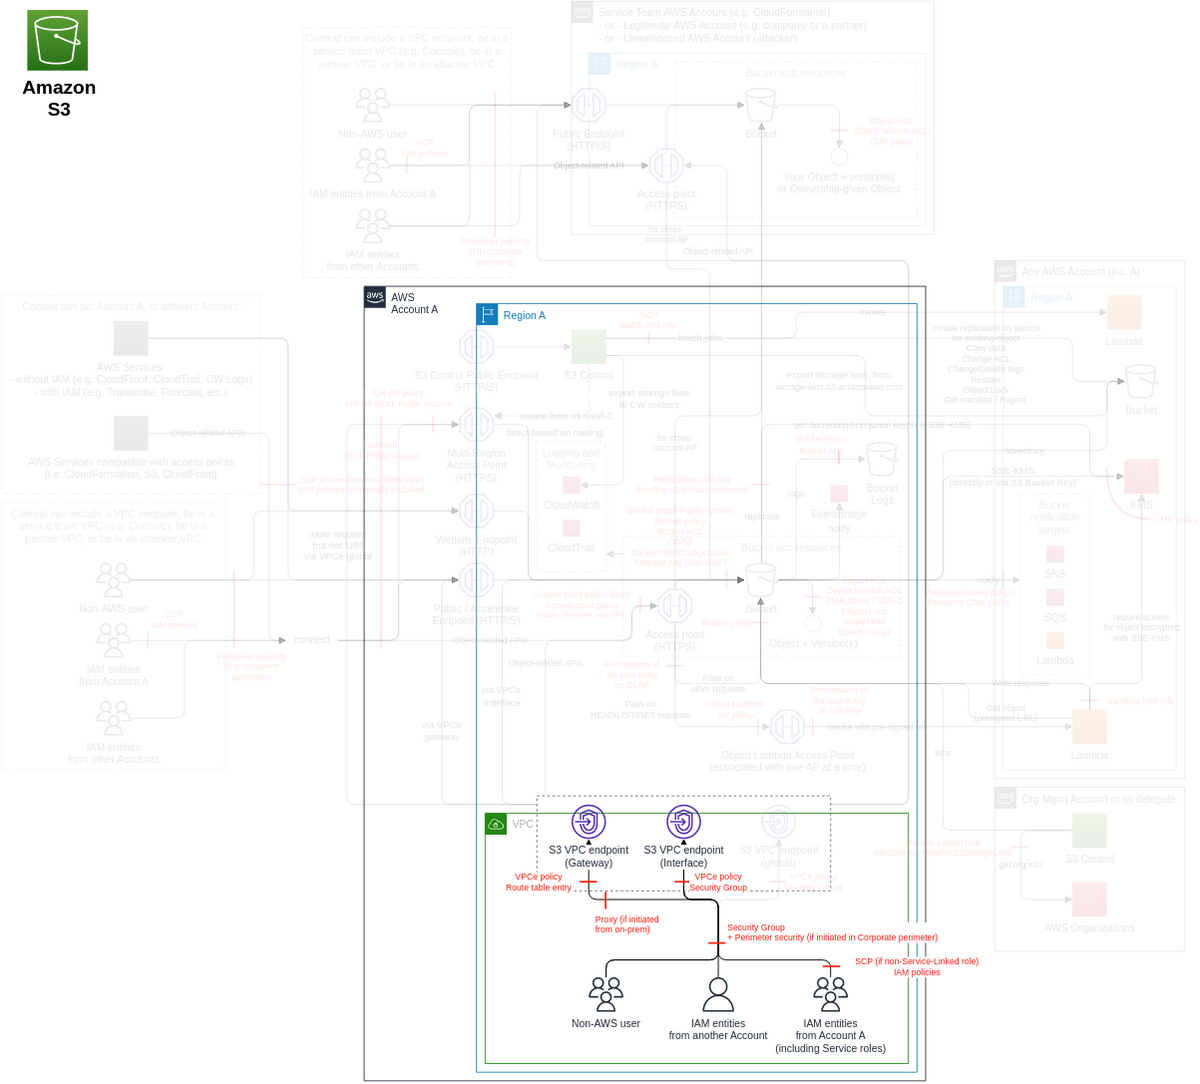 Amazon
S3
Service Team AWS Account (e.g. CloudFormation)
- or - Legitimate AWS Account (e.g. company, or a partner)
- or - Unauthorized AWS Account (attacker)
Region A
Bucket sub-resources
Context can include a VPC endpoint, be in a
service team VPC (e.g. Console), be in a
partner VPC, or be in an attacker VPC
Non-AWS user
SCP
IAM policies
IAM entities from Account A
IAM entities
from other Accounts
Perimeter security
(if in corporate
perimeter)
Public Endpoint
(HTTP/S)
Object-related API
Access point
(HTTPS)
Bucket
Object ACL
Object version ACL
CMK policy
Your Object + version(s)
or Ownership-given Object
for cross-
account AP
Object-related API
Any AWS Account (inc. A)
Region A
Lambda
Bucket
KMS
CMK policy
AWS
Account A
Region A
Context can be: Account A, or different Account
AWS Services
- without IAM (e.g. CloudFront, CloudTrail, CW Logs)
- with IAM (e.g. Transcribe, Forecast, etc.)
Object-related APIs
AWS Services compatible with access points
(i.e. CloudFormation, S3, CloudFront)
Context can include a VPC endpoint, be in a
service team VPC (e.g. Console), be in a
partner VPC, or be in an attacker VPC
Non-AWS user
SCP
IAM policies
IAM entities
from Account A
IAM entities
from other Accounts
Perimeter security
(if in corporate
perimeter)
connect
SCP (if non-Service-Linked role)
IAM policies (potentially mutable)
route request
but not fulfill
via VPCe global
MR AP policy
MR AP Block Public Access
Account
Block Public Access
S3 Control Public Endpoint
(HTTP/S)
S3 Control
SCP
Batch IAM role
batch jobs
invoke
Initiate replication on source
for existing object
Copy data
Change ACL
Change/Delete tags
Restore
Object Lock
Get manifest / Report
export storage lens
to CW metrics
export storage lens, from
storage-lens.s3.amazonaws.com
create from us-west-2
direct based on routing
Multi-Region
Access Point
(HTTPS)
Logging and
Monitoring
CloudWatch
CloudTrail
for cross-
account AP
get decryption/encryption key(s) (if SSE-KMS)
Bucket policy
Bucket ACL
Bucket
Logs
logs
EventBridge
notify
replicate
inventory
SSE-KMS
(directly or via S3 Bucket Key)
Website Endpoint
(HTTP)
Bucket Block Public Access
Bucket policy
Bucket ACL
CORS
Bucket Object Lock mode
Request pay (non-AWS)
Bucket sub-resources
Bucket
Public / Accelerate
Endpoint (HTTP/S)
Access point public block
Access point policy
Object-related APIs
Access point
(HTTPS)
Bucket policy
Object ACL
Object Version ACL
Object Lock
Legal Hold
Object Owner
Object + Version(s)
notify
Resource-based policy
Resource CMK policy
Bucket
notification
targets
SNS
SQS
Lambda
require access
for object encrypted
with SSE-KMS
Object-related APIs
Permissions of
the IAM entity
on OLAP
Pass on
other requests
Pass on
HEAD/LIST/GET requests
Object Lambda
AP policy
Permissions of
the IAM entity
on Lambda
Invoke with pre-signed
Object Lambda Access Point
(associated with one AP at a time)
Write response
Get object
(presigned URL)
Lambda IAM role
Lambda
lens
via VPCe
interface
via VPCe
gateway
Org Mgmt Account or its delegate
S3 Control
get org info
AWS Organizations
VPC
S3 VPC endpoint
(Gateway)
S3 VPC endpoint
(Interface)
S3 VPC endpoint
(global)
VPCe policy
Route table entry
VPCe policy
Security Group
VPCe policy
Security Group
Proxy (if initiated
from on-prem)
Security Group
+ Perimeter security (if initiated in Corporate perimeter)
SCP (if non-Service-Linked role)
IAM policies
Non-AWS user
IAM entities
from another Account
IAM entities
from Account A
(including Service roles)